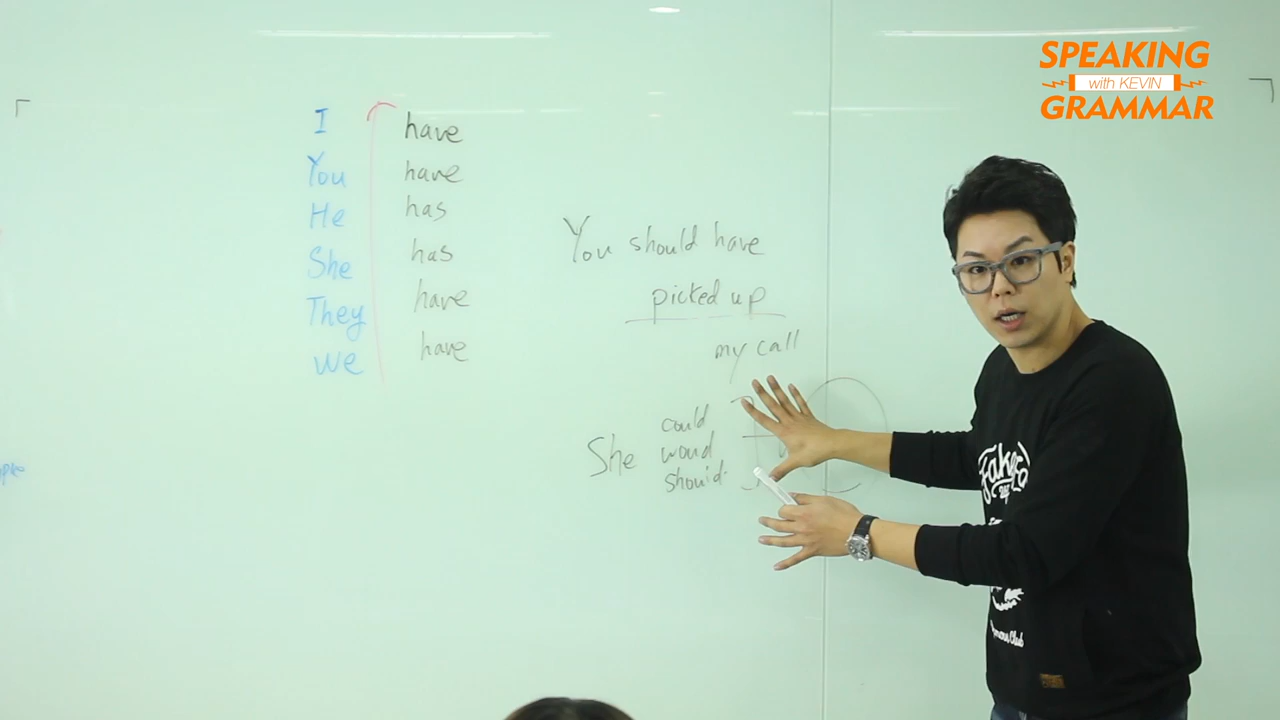 SPEAKING
with KEVIN
GRAMMAR
I have
You have
He has
She has
They have
we have
You should have
picked up
my call
She
could
woud
should